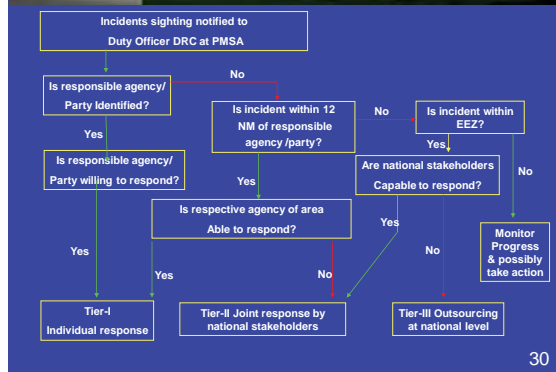 Incidents sighting notified to
Duty Officer DRC at PMSA
Is responsible agency/
Party Identified?
No
Is incident within 12
NM of responsible
agency /party?
No
Is incident within
EEZ?
Yes
Is responsible agency/
Party willing to respond?
Yes
Yes
Are national stakeholders
Capable to respond?
No
Is respective agency of area
Able to respond?
Yes
Yes
Yes
No
No
Monitor
Progress
& possibly
take action
Tier-I
Individual response
Tier-II Joint response by
national stakeholders
Tier-III Outsourcing
at national level
30